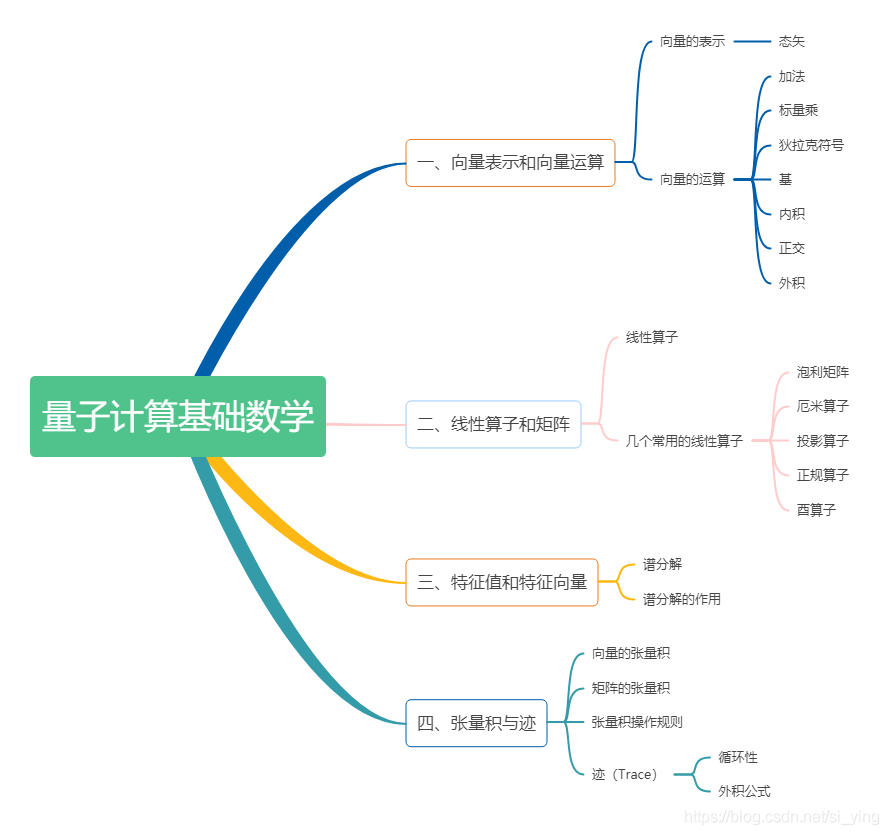 量子计算基础数学
一、向量表示和向量运算
向量的表示
态矢
向量的运算
加法
标量乘
狄拉克符号
基
内积
正交
外积
二、线性算子和矩阵
线性算子
几个常用的线性算子
泡利矩阵
厄米算子
投影算子
正规算子
酉算子
三、特征值和特征向量
谱分解
谱分解的作用
四、张量积与迹
向量的张量积
矩阵的张量积
张量积操作规则
迹（Trace）
循环性
外积公式
https://blog.csdn.net/si_ying